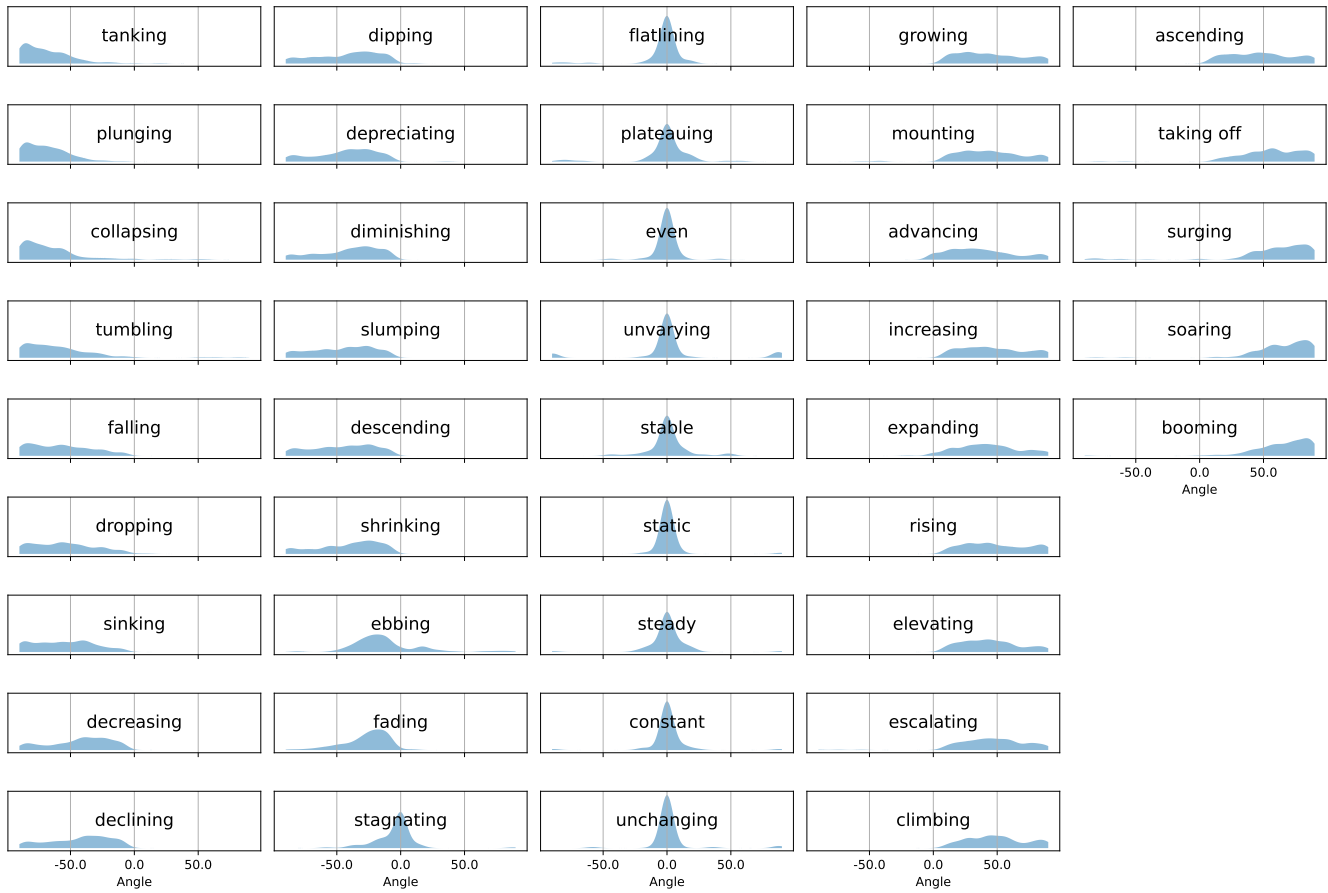 tanking
dipping
flatlining
growing
ascending
plunging
depreciating
plateauing
mounting
taking off
collapsing
diminishing
even
advancing
surging
tumbling
slumping
unvarying
increasing
soaring
falling
descending
stable
expanding
booming
-50.0 0.0 50.0
Angle
dropping
shrinking
static
rising
sinking
ebbing
steady
elevating
decreasing
fading
constant
escalating
declining
stagnating
unchanging
climbing
-50.0 0.0 50.0
-50.0 0.0 50.0
-50.0 0.0 50.0
-50.0 0.0 50.0
Angle
Angle
Angle
Angle